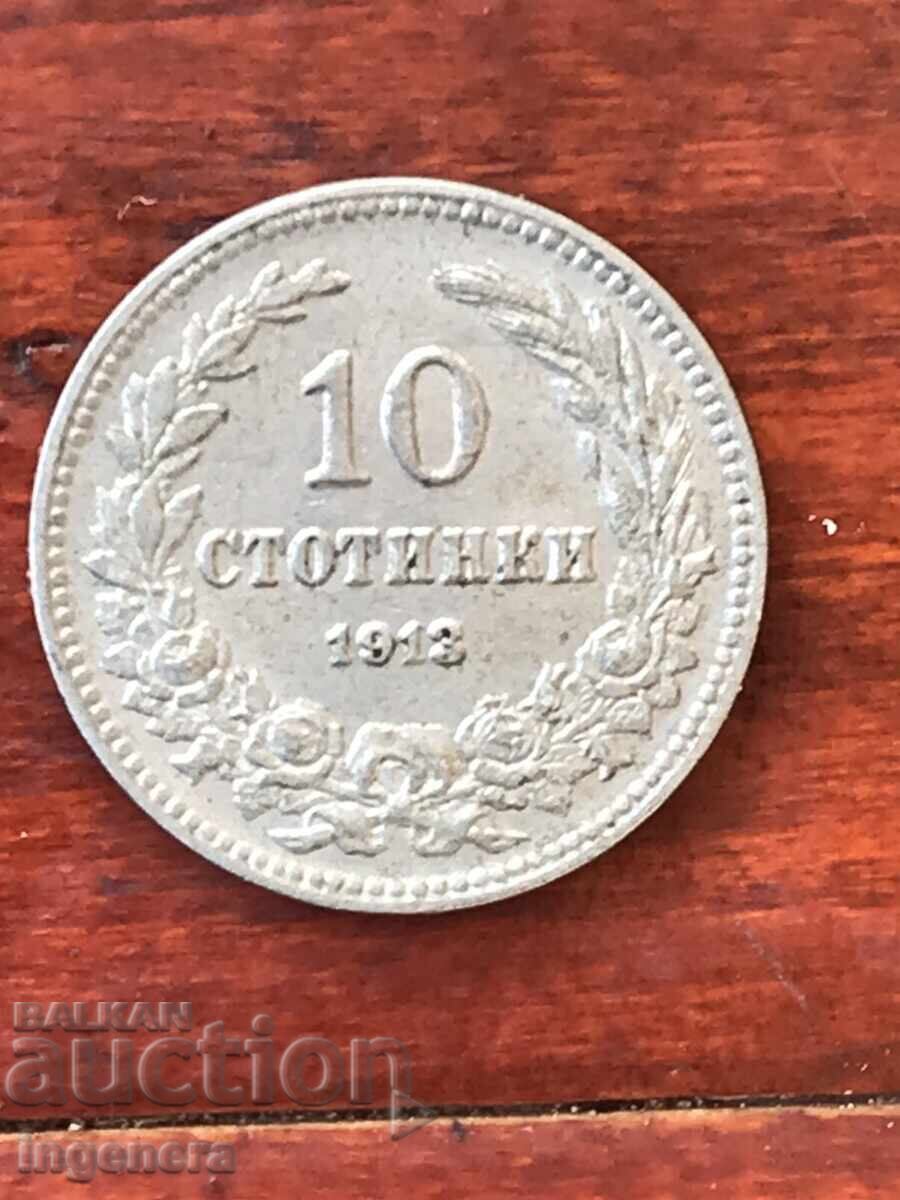 10
СТОТИНКИ
1913
BALKAN
auction
Ingenera